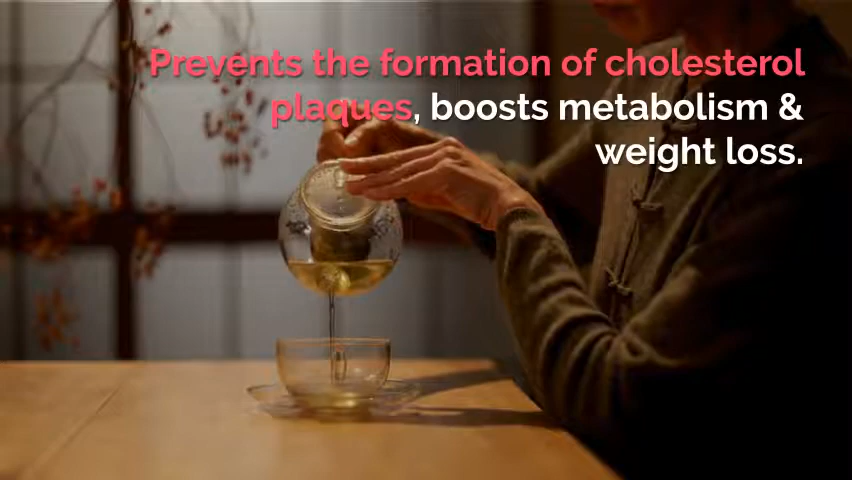 Prevents the formation of cholesterol
plaques, boosts metabolism &
weight loss.